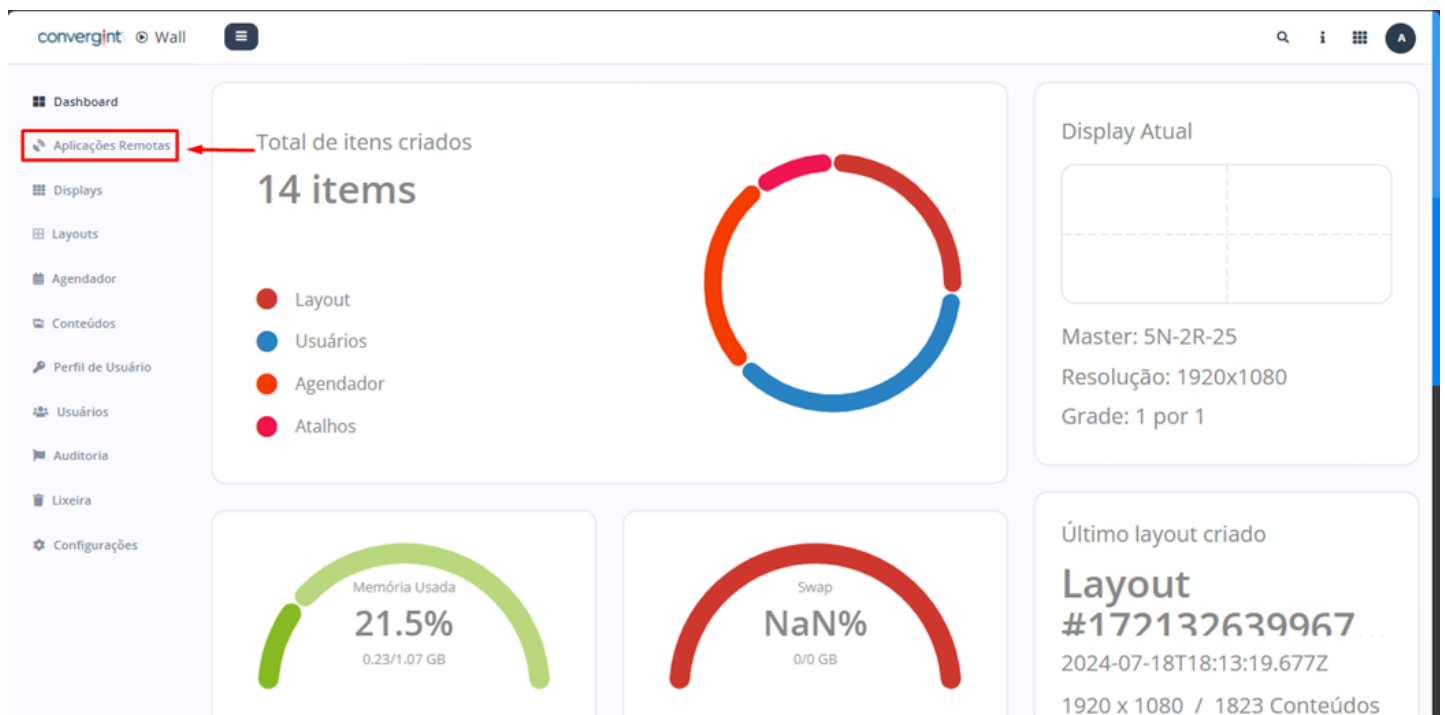 convergint Wall
A
Dashboard
Aplicações Remotas
Displays
Layouts
Agendador
Conteúdos
Perfil de Usuário
Usuários
Auditoria
Lixeira
Configurações
Total de itens criados
14 items
Layout
Usuários
Agendador
Atalhos
Display Atual
Master: 5N-2R-25
Resolução: 1920x1080
Grade: 1 por 1
Memória Usada
21.5%
0.23/1.07 GB
Swap
NaN%
0/0 GB
Último layout criado
Layout
#172132639967...
2024-07-18T18:13:19.677Z
1920 x 1080 / 1823 Conteúdos